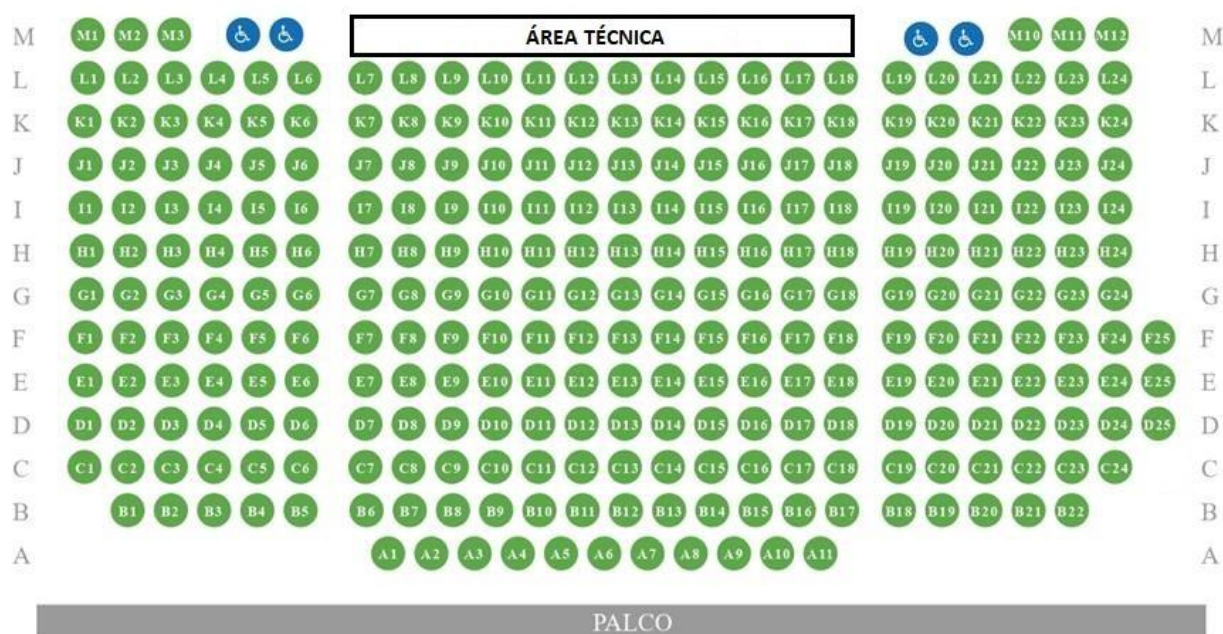 M M1 M2 M3 ÁREA TÉCNICA M10 M11 M12 M
L L1 L2 L3 L4 L5 L6 L7 L8 L9 L10 L11 L12 L13 L14 L15 L16 L17 L18 L19 L20 L21 L22 L23 L24 L
K K1 K2 K3 K4 K5 K6 K7 K8 K9 K10 K11 K12 K13 K14 K15 K16 K17 K18 K19 K20 K21 K22 K23 K24 K
J J1 J2 J3 J4 J5 J6 J7 J8 J9 J10 J11 J12 J13 J14 J15 J16 J17 J18 J19 J20 J21 J22 J23 J24 J
I I1 I2 I3 I4 I5 I6 I7 I8 I9 I10 I11 I12 I13 I14 I15 I16 I17 I18 I19 I20 I21 I22 I23 I24 I
H H1 H2 H3 H4 H5 H6 H7 H8 H9 H10 H11 H12 H13 H14 H15 H16 H17 H18 H19 H20 H21 H22 H23 H24 H
G G1 G2 G3 G4 G5 G6 G7 G8 G9 G10 G11 G12 G13 G14 G15 G16 G17 G18 G19 G20 G21 G22 G23 G24 G
F F1 F2 F3 F4 F5 F6 F7 F8 F9 F10 F11 F12 F13 F14 F15 F16 F17 F18 F19 F20 F21 F22 F23 F24 F25 F
E E1 E2 E3 E4 E5 E6 E7 E8 E9 E10 E11 E12 E13 E14 E15 E16 E17 E18 E19 E20 E21 E22 E23 E24 E25 E
D D1 D2 D3 D4 D5 D6 D7 D8 D9 D10 D11 D12 D13 D14 D15 D16 D17 D18 D19 D20 D21 D22 D23 D24 D25 D
C C1 C2 C3 C4 C5 C6 C7 C8 C9 C10 C11 C12 C13 C14 C15 C16 C17 C18 C19 C20 C21 C22 C23 C24 C
B B1 B2 B3 B4 B5 B6 B7 B8 B9 B10 B11 B12 B13 B14 B15 B16 B17 B18 B19 B20 B21 B22 B
A A1 A2 A3 A4 A5 A6 A7 A8 A9 A10 A11 A
PALCO